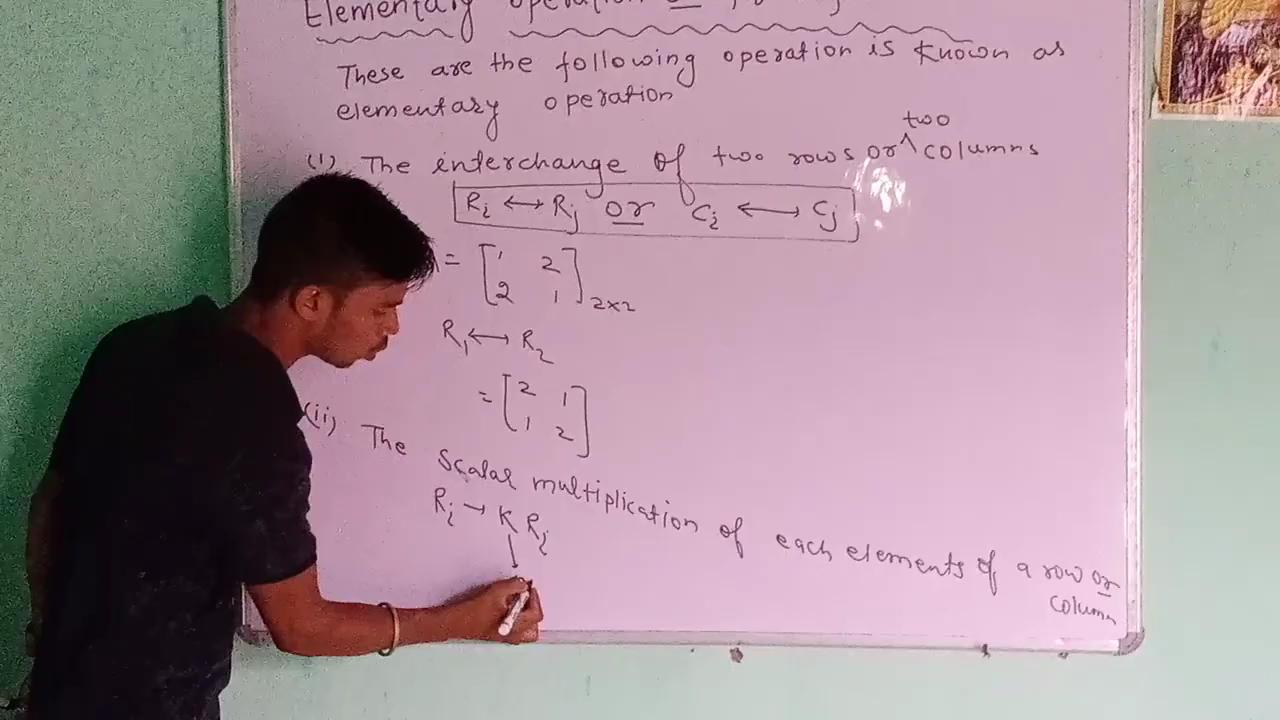 Elementary operation
These are the following operation is known as
elementary operation
two
(i) The interchange of two rows or ^ columns
Ri ↔ Rj or Ci ↔ Cj
= [1 2
2 1]2×2
R1 ↔ R2
= [2 1
1 2]
(ii) The Scalar multiplication of each elements of a row or
column
Ri → K Ri